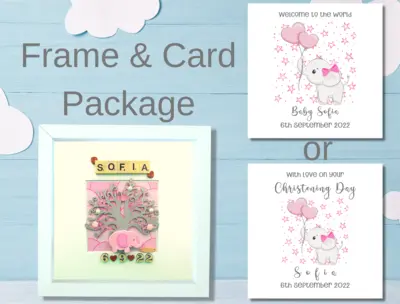 Frame & Card
Package
Welcome to the World
Baby Sofia
6th September 2022
or
With love on your
Christening Day
Sofia
6th September 2022
SOFIA
6 9 22